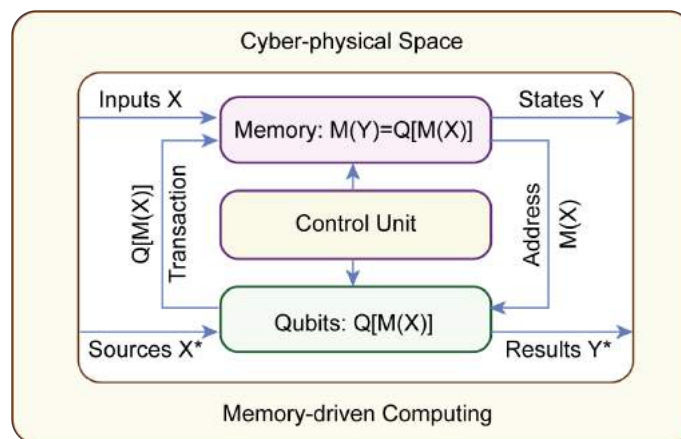 Cyber-physical Space
Inputs X
States Y
Memory: M(Y)=Q[M(X)]
Q[M(X)]
Transaction
Control Unit
Address
M(X)
Qubits: Q[M(X)]
Sources X*
Results Y*
Memory-driven Computing